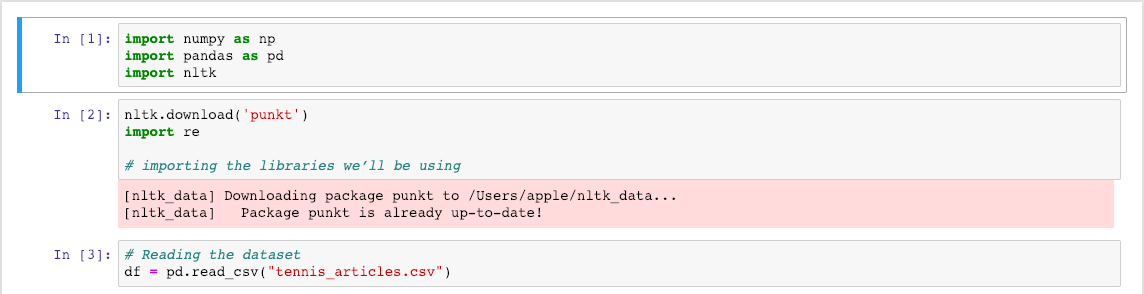 In [1]: import numpy as np
import pandas as pd
import nltk
In [2]: nltk.download('punkt')
import re
# importing the libraries we’ll be using
[nltk_data] Downloading package punkt to /Users/apple/nltk_data...
[nltk_data]   Package punkt is already up-to-date!
In [3]: # Reading the dataset
df = pd.read_csv("tennis_articles.csv")